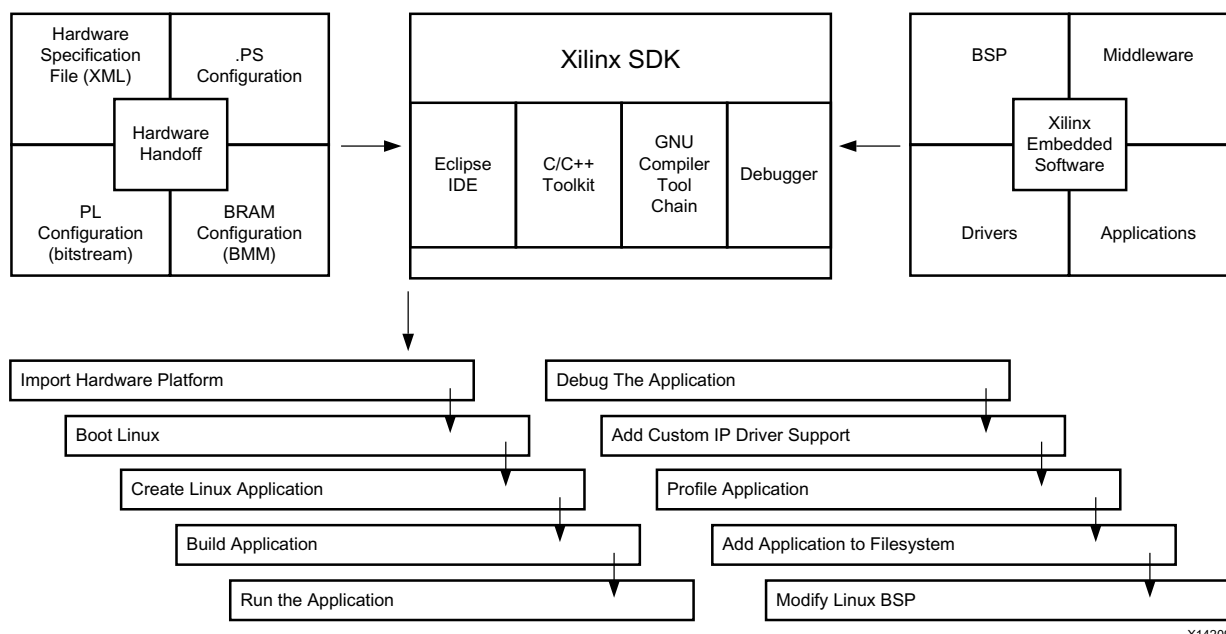 Hardware
Specification
File (XML)
.PS
Configuration
Hardware
Handoff
PL
Configuration
(bitstream)
BRAM
Configuration
(BMM)
Xilinx SDK
Eclipse
IDE
C/C++
Toolkit
GNU
Compiler
Tool
Chain
Debugger
BSP
Middleware
Xilinx
Embedded
Software
Drivers
Applications
Import Hardware Platform
Boot Linux
Create Linux Application
Build Application
Run the Application
Debug The Application
Add Custom IP Driver Support
Profile Application
Add Application to Filesystem
Modify Linux BSP